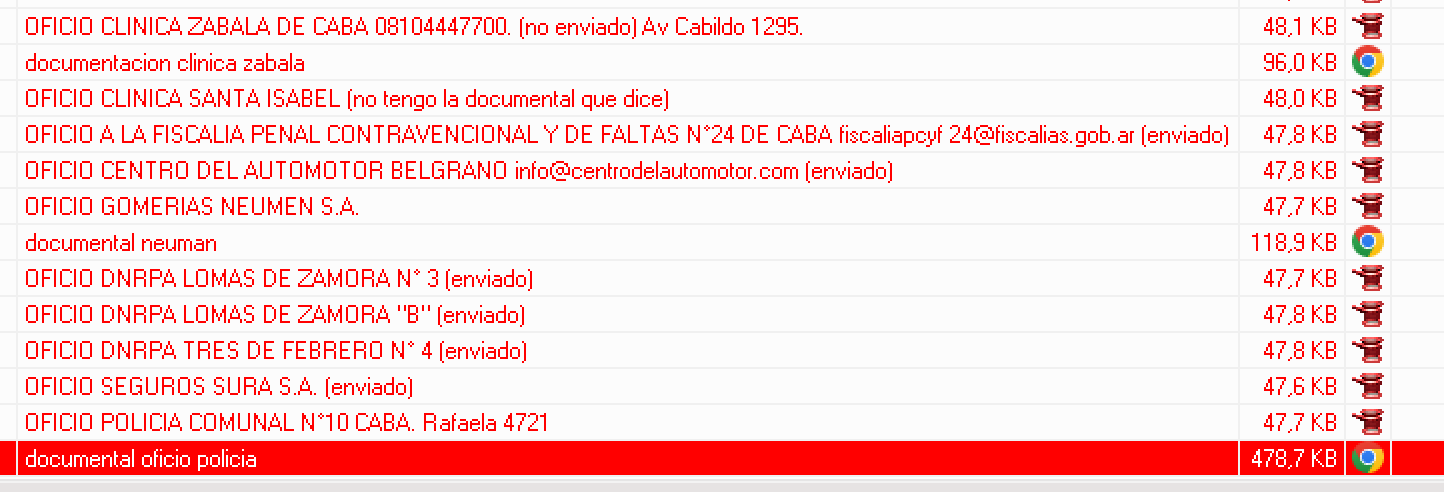 OFICIO CLINICA ZABALA DE CABA 08104447700. (no enviado) Av Cabildo 1295. 48,1 KB
documentacion clinica zabala 96,0 KB
OFICIO CLINICA SANTA ISABEL (no tengo la documental que dice) 48,0 KB
OFICIO A LA FISCALIA PENAL CONTRAVENCIONAL Y DE FALTAS N°24 DE CABA fiscaliapcyf 24@fiscalias.gob.ar (enviado) 47,8 KB
OFICIO CENTRO DEL AUTOMOTOR BELGRANO info@centrodelautomotor.com (enviado) 47,8 KB
OFICIO GOMERIAS NEUMEN S.A. 47,7 KB
documental neuman 118,9 KB
OFICIO DNRPA LOMAS DE ZAMORA N° 3 (enviado) 47,7 KB
OFICIO DNRPA LOMAS DE ZAMORA "B" (enviado) 47,8 KB
OFICIO DNRPA TRES DE FEBRERO N° 4 (enviado) 47,8 KB
OFICIO SEGUROS SURA S.A. (enviado) 47,6 KB
OFICIO POLICIA COMUNAL N°10 CABA. Rafaela 4721 47,7 KB
documental oficio policia 478,7 KB